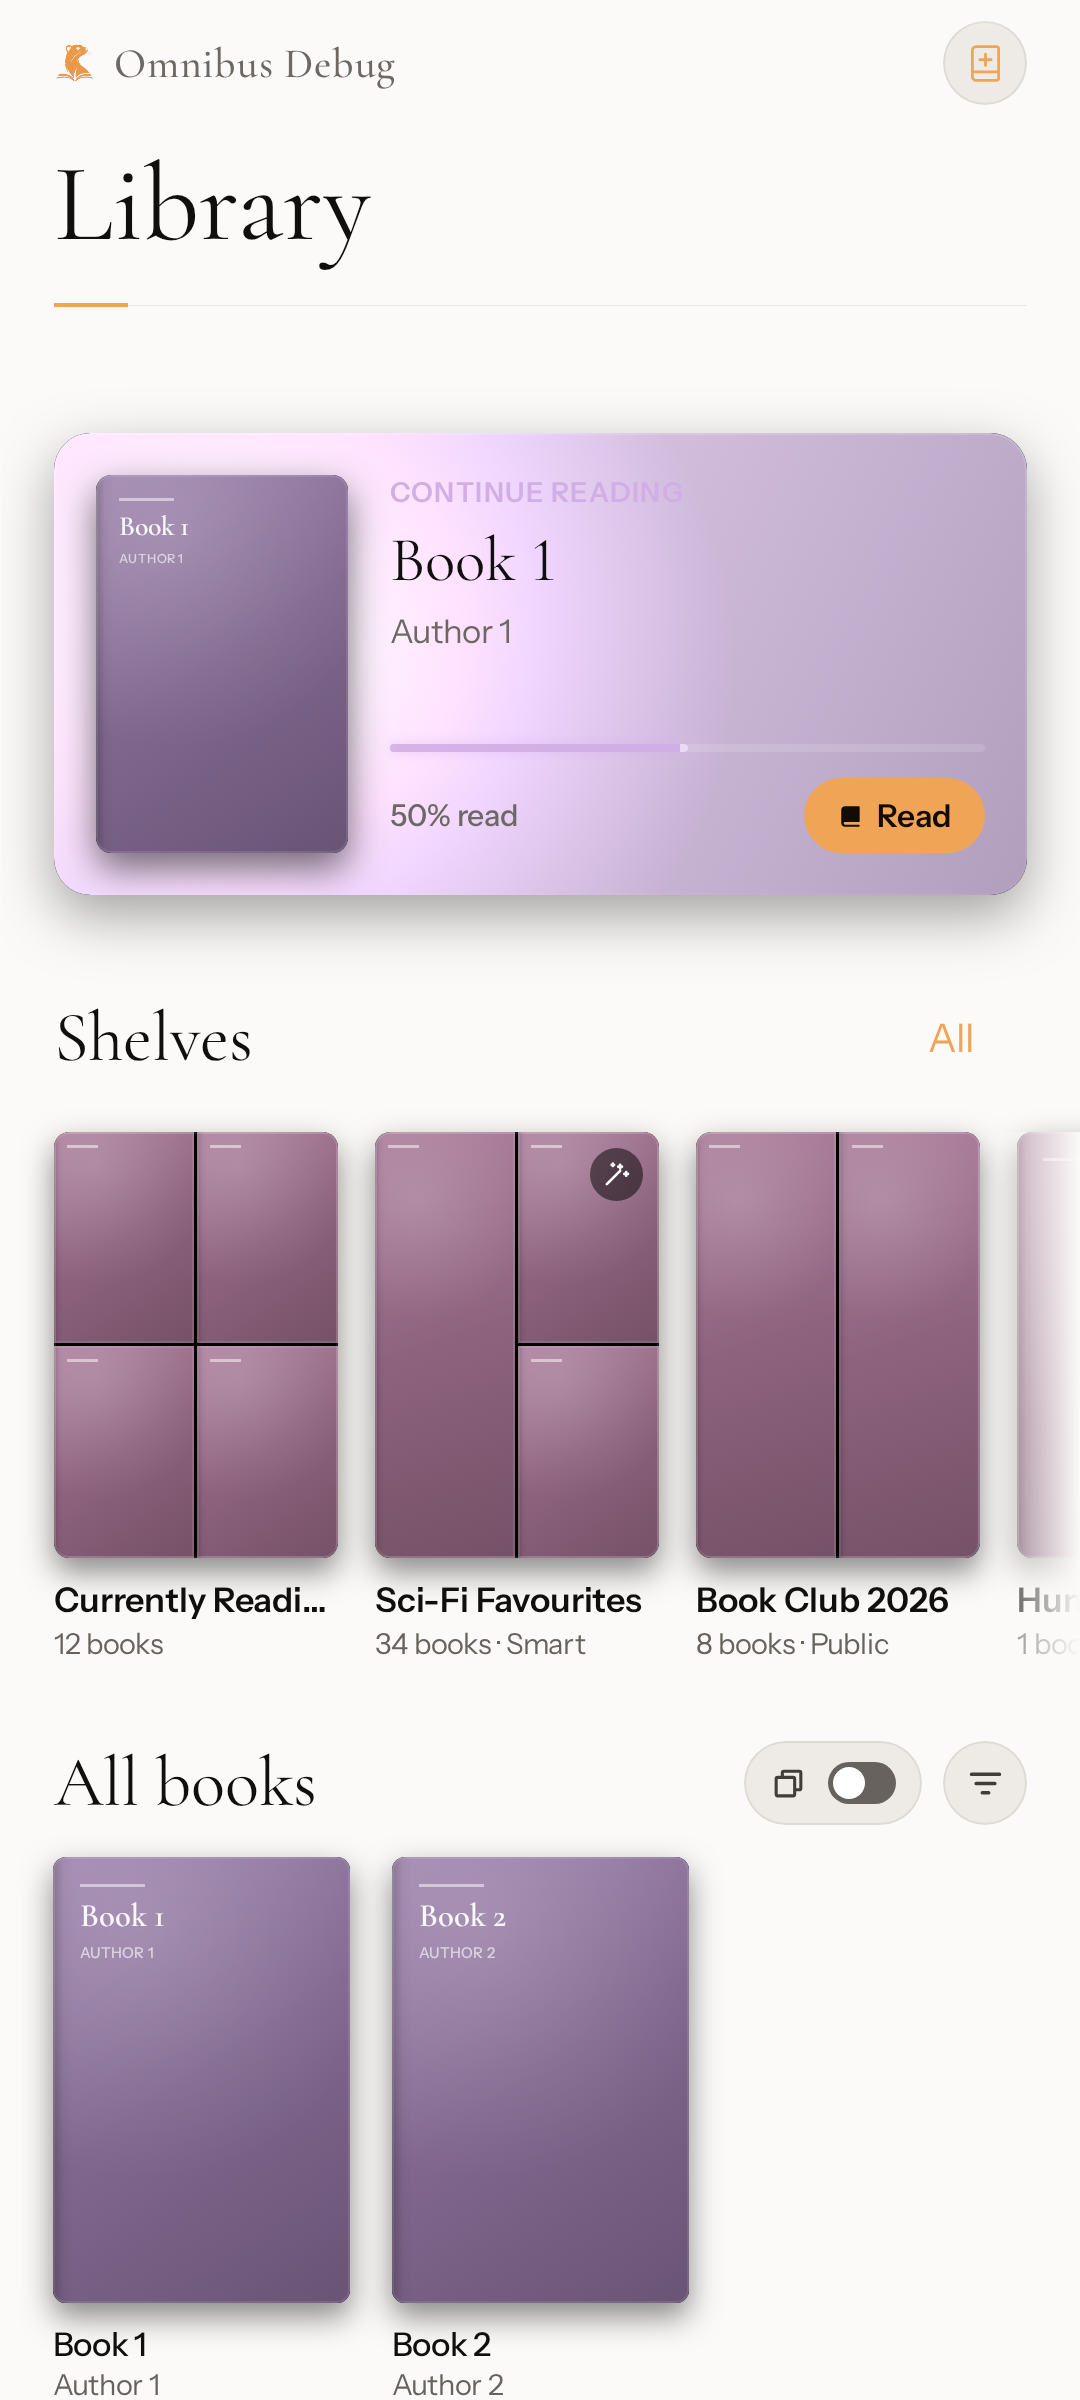 Omnibus Debug
Library
Book 1
AUTHOR 1
CONTINUE READING
Book 1
Author 1
50% read
Read
Shelves
All
Currently Readi...
12 books
Sci-Fi Favourites
34 books · Smart
Book Club 2026
8 books · Public
All books
Book 1
AUTHOR 1
Book 2
AUTHOR 2
Book 1
Author 1
Book 2
Author 2